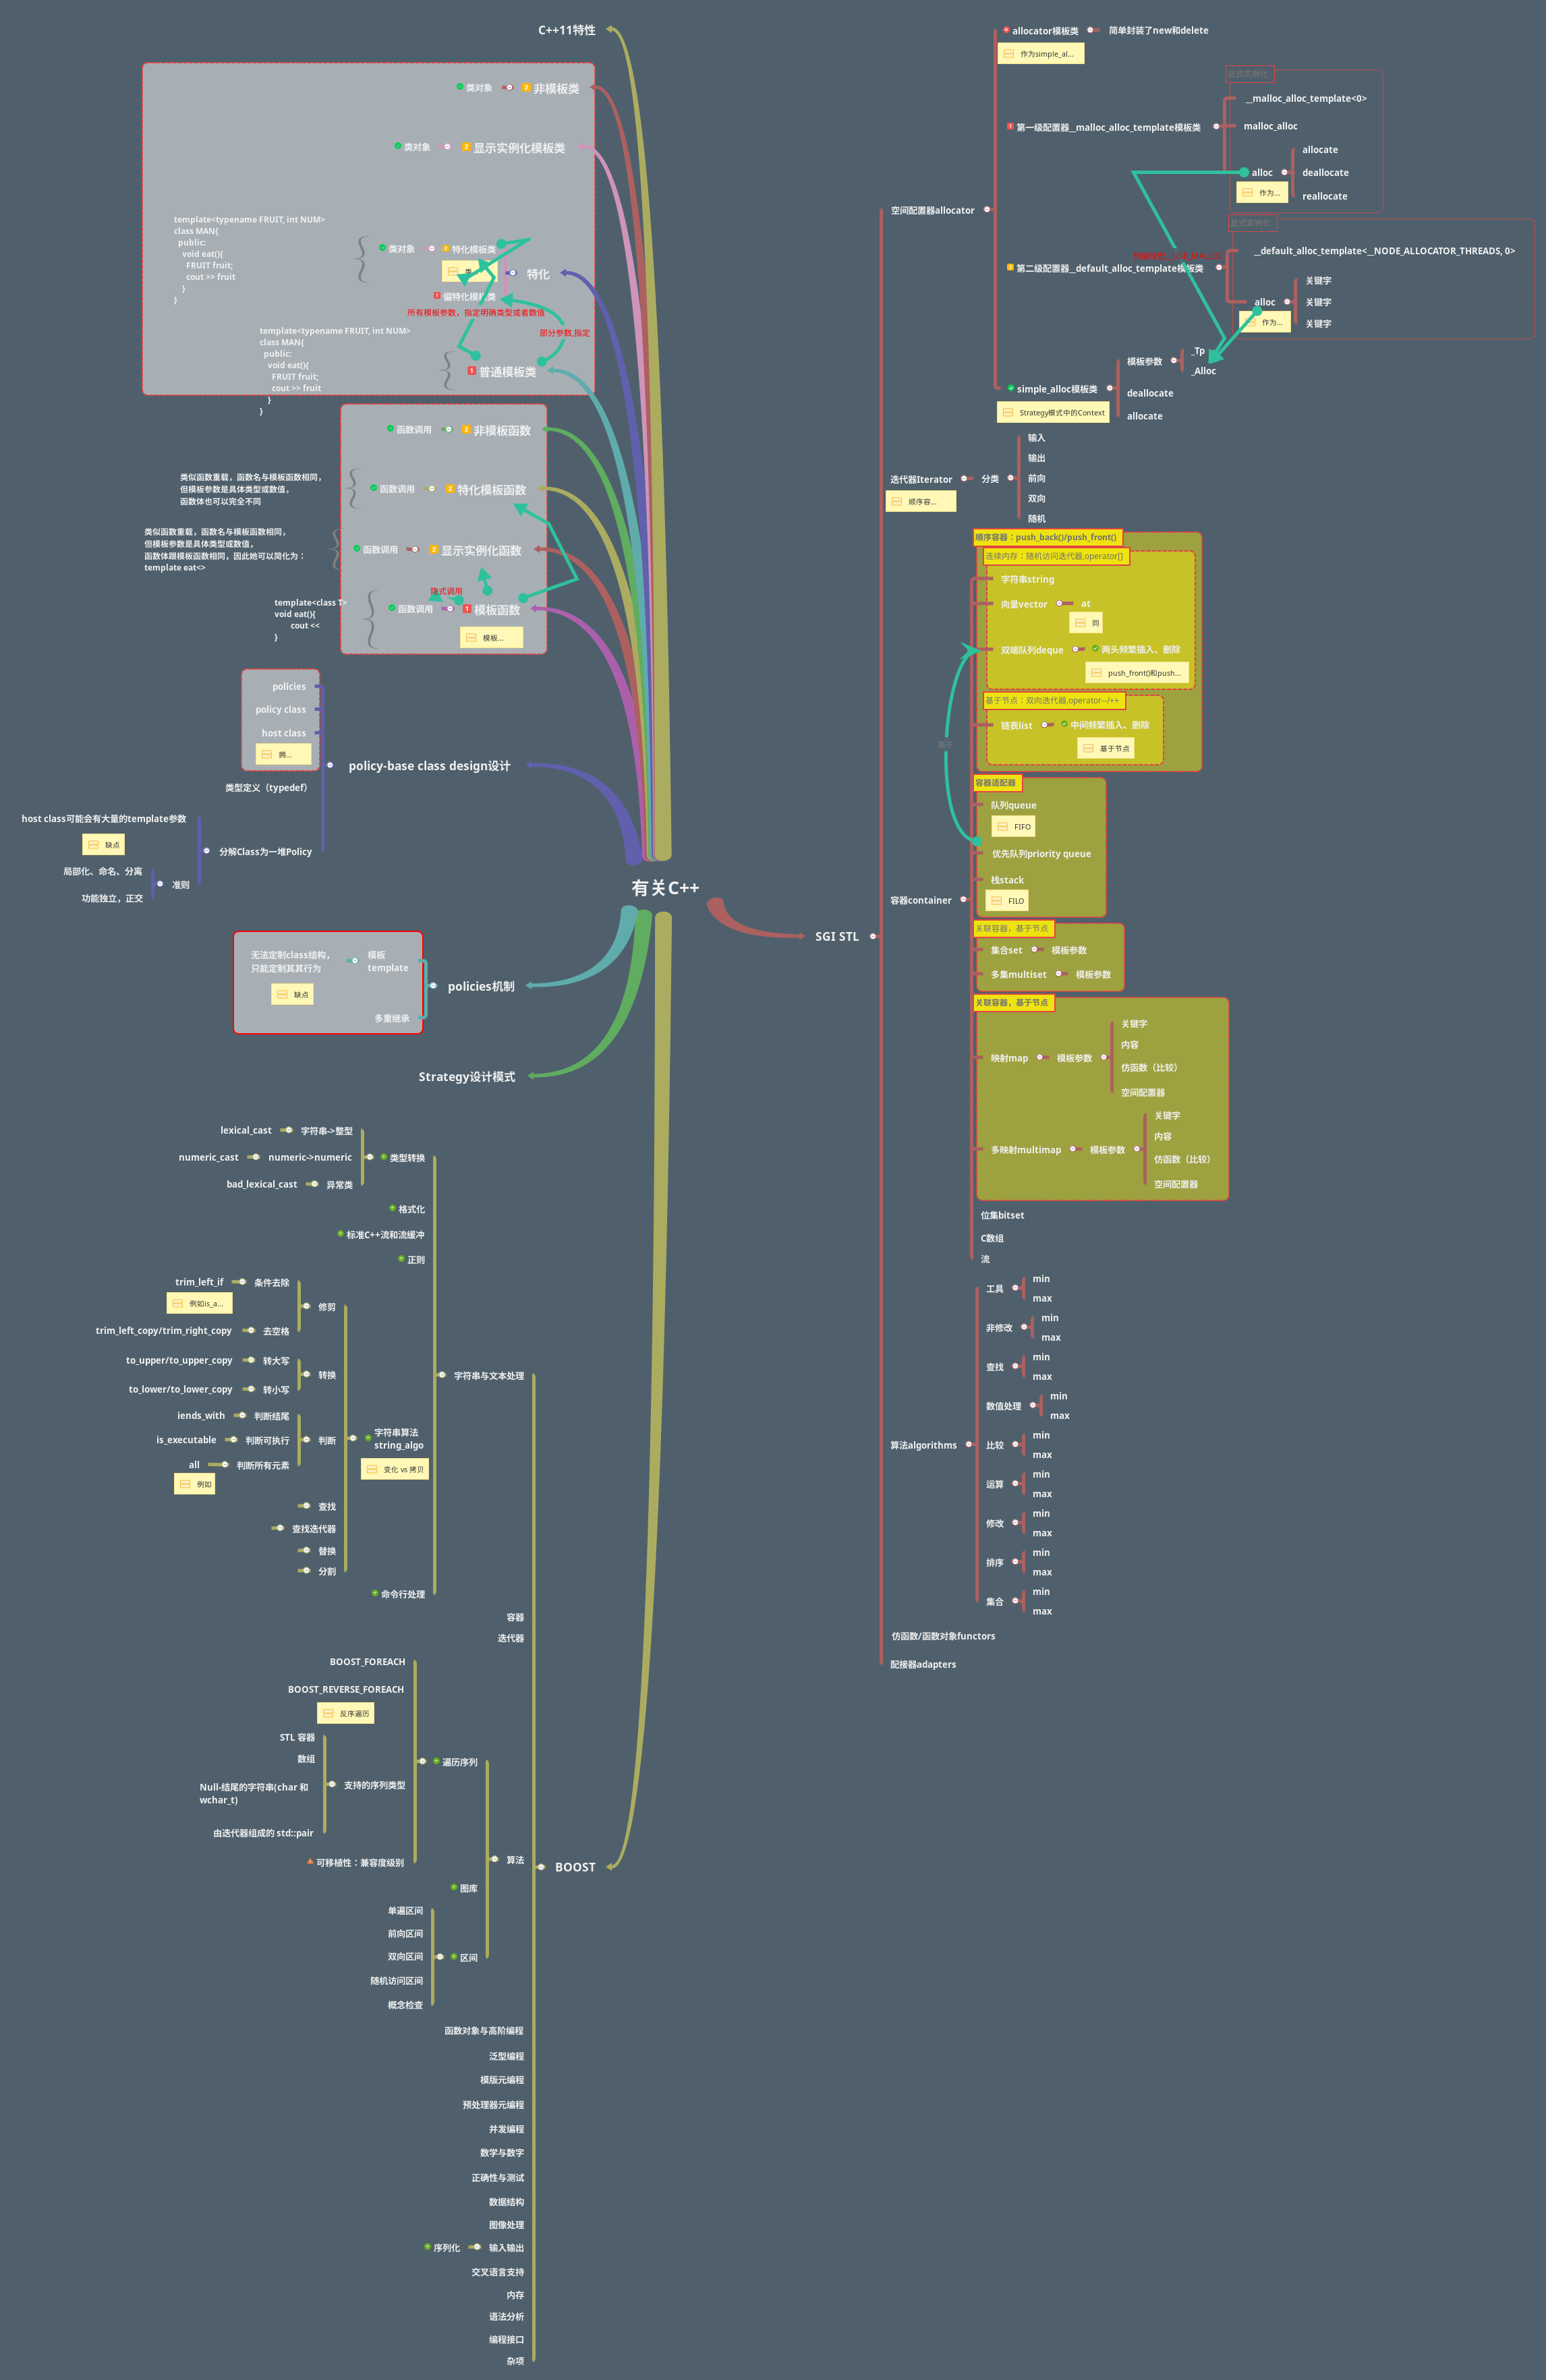 有关C++
C++11特性
非模板类
类对象
显示实例化模板类
类对象
特化
特化模板类
类对象
偏特化模板类
所有模板参数，指定明确类型或者数值
部分参数,指定
template<typename FRUIT, int NUM>
class MAN{
public:
void eat(){
FRUIT fruit;
cout >> fruit
}
}
普通模板类
template<typename FRUIT, int NUM>
class MAN{
public:
void eat(){
FRUIT fruit;
cout >> fruit
}
}
非模板函数
函数调用
特化模板函数
函数调用
类似函数重载，函数名与模板函数相同，
但模板参数是具体类型或数值，
函数体也可以完全不同
显示实例化函数
函数调用
类似函数重载，函数名与模板函数相同，
但模板参数是具体类型或数值，
函数体跟模板函数相同，因此她可以简化为：
template eat<>
隐式调用
模板函数
函数调用
模板...
template<class T>
void eat(){
cout <<
}
policy-base class design设计
policies
policy class
host class
拥...
类型定义（typedef）
分解Class为一堆Policy
host class可能会有大量的template参数
缺点
准则
局部化、命名、分离
功能独立，正交
policies机制
模板
template
无法定制class结构，
只能定制其其行为
缺点
多重继承
Strategy设计模式
BOOST
字符串与文本处理
类型转换
字符串->整型
lexical_cast
numeric->numeric
numeric_cast
异常类
bad_lexical_cast
格式化
标准C++流和流缓冲
正则
字符串算法
string_algo
变化 vs 拷贝
修剪
条件去除
trim_left_if
例如is_a...
去空格
trim_left_copy/trim_right_copy
转换
转大写
to_upper/to_upper_copy
转小写
to_lower/to_lower_copy
判断
判断结尾
iends_with
判断可执行
is_executable
判断所有元素
all
例如
查找
查找迭代器
替换
分割
命令行处理
容器
迭代器
算法
遍历序列
BOOST_FOREACH
BOOST_REVERSE_FOREACH
反序遍历
支持的序列类型
STL 容器
数组
Null-结尾的字符串(char 和
wchar_t)
由迭代器组成的 std::pair
可移植性：兼容度级别
图库
区间
单遍区间
前向区间
双向区间
随机访问区间
概念检查
函数对象与高阶编程
泛型编程
模版元编程
预处理器元编程
并发编程
数学与数字
正确性与测试
数据结构
图像处理
输入输出
序列化
交叉语言支持
内存
语法分析
编程接口
杂项
SGI STL
空间配置器allocator
allocator模板类
简单封装了new和delete
作为simple_al...
第一级配置器__malloc_alloc_template模板类
显式实例化
__malloc_alloc_template<0>
malloc_alloc
alloc
作为...
allocate
deallocate
reallocate
第二级配置器__default_alloc_template模板类
显式实例化
__default_alloc_template<__NODE_ALLOCATOR_THREADS, 0>
alloc
作为...
关键字
关键字
关键字
simple_alloc模板类
Strategy模式中的Context
模板参数
_Tp
_Alloc
deallocate
allocate
迭代器Iterator
顺序容...
分类
输入
输出
前向
双向
随机
容器container
顺序容器：push_back()/push_front()
连续内存：随机访问迭代器,operator[]
字符串string
向量vector
at
同
双端队列deque
两头频繁插入、删除
push_front()和push...
基于节点：双向迭代器,operator--/++
链表list
中间频繁插入、删除
基于节点
基于
容器适配器
队列queue
FIFO
优先队列priority queue
栈stack
FILO
关联容器，基于节点
集合set
模板参数
多集multiset
模板参数
关联容器，基于节点
映射map
模板参数
关键字
内容
仿函数（比较）
空间配置器
多映射multimap
模板参数
关键字
内容
仿函数（比较）
空间配置器
位集bitset
C数组
流
算法algorithms
工具
min
max
非修改
min
max
查找
min
max
数值处理
min
max
比较
min
max
运算
min
max
修改
min
max
排序
min
max
集合
min
max
仿函数/函数对象functors
配接器adapters